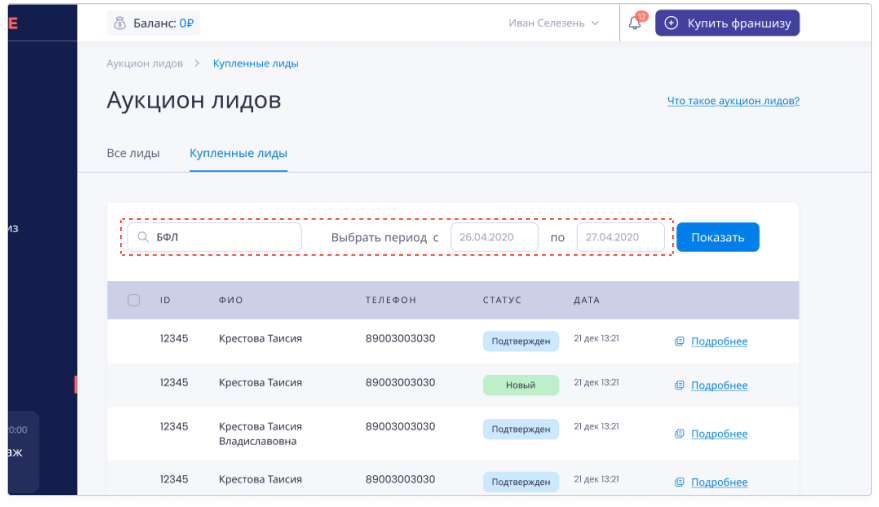 Е
Баланс: 0₽
Иван Селезень
12
Купить франшизу
Аукцион лидов > Купленные лиды
Аукцион лидов
Что такое аукцион лидов?
Все лиды
Купленные лиды
из
БФЛ
Выбрать период с
26.04.2020
по
27.04.2020
Показать
ID
ФИО
ТЕЛЕФОН
СТАТУС
ДАТА
12345 Крестова Таисия 89003003030 Подтвержден 21 дек 13:21 Подробнее
12345 Крестова Таисия 89003003030 Новый 21 дек 13:21 Подробнее
12345 Крестова Таисия 89003003030 Подтвержден 21 дек 13:21 Подробнее
Владиславовна
0:00
аж
12345 Крестова Таисия 89003003030 Подтвержден 21 дек 13:21 Подробнее